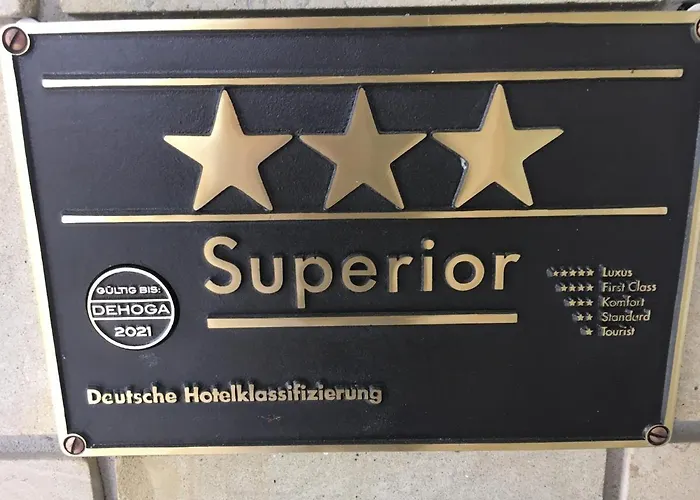 Superior
GÜLTIG BIS:
DEHOGA
2021
Luxus
First Class
Komfort
Standard
Tourist
Deutsche Hotelklassifizierung